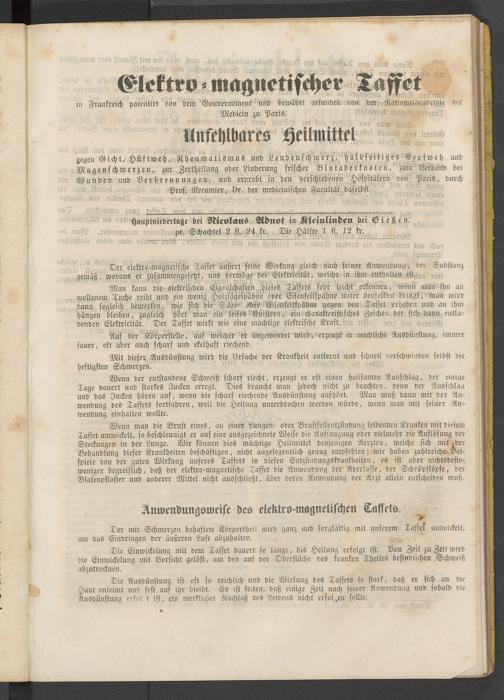 Elektro-magnetischer Taffet
in Frankreich patentirt von dem Gouvernement und bewährt gefunden von der Nationalacademie der
Medicin zu Paris.
Unfehlbares Heilmittel
gegen Gicht, Hüftweh, Rheumatismus und Lendenschmerz, halbseitiges Kopfweh und
Magenschmerzen, zur Zertheilung oder Linderung frischer Blutaderknoten, zum Verband bei
Wunden und Verbrennungen, und erprobt in den verschiedenen Hospitälern von Paris, durch
Prof. Recamier, Dr. der medicinischen Facultät daselbst.
Hauptniederlage bei Nicolaus Adnot in Kleinlinden bei Gießen.
pr. Schachtel 2 fl. 24 kr. Die Hälfte 1 fl. 12 kr.
Der elektro-magnetische Taffet äußert seine Wirkung gleich nach seiner Anwendung, der Substanz
gemäß, woraus er zusammengesetzt, und vermöge der Elektricität, welche in ihm enthalten ist.
Man kann die elektrischen Eigenschaften dieses Taffets sehr leicht erkennen, wenn man ihn an
wollenem Tuche reibt und ein wenig Holzsägespähne oder Eisenfeilspähne unter denselben bringt; man wird
dann sogleich bemerken, wie sich die Säge- oder Eisenfeilspähne gegen den Taffet erheben und an ihm
hängen bleiben, zugleich hört man ein leises Knistern, ein charakteristisches Zeichen der sich dann entla-
denden Elektricität. Der Taffet wirkt wie eine mächtige elektrische Kraft.
Auf der Körperstelle, auf welcher er angewendet wird, erzeugt er reichliche Ausdünstung, immer
sauer, oft aber auch scharf und ekelhaft riechend.
Mit dieser Ausdünstung wird die Ursache der Krankheit entfernt und schnell verschwinden selbst die
heftigsten Schmerzen.
Wenn der entstandene Schweiß scharf riecht, erzeugt er oft einen heilsamen Ausschlag, der einige
Tage dauert und starkes Jucken erregt. Dies braucht man jedoch nicht zu beachten, denn der Ausschlag
und das Jucken hören auf, wenn die scharf riechende Ausdünstung aufhört. Man muß dann mit der An-
wendung des Taffets fortfahren, weil die Heilung unterbrochen werden würde, wenn man mit seiner An-
wendung einhalten wollte.
Wenn man die Brust eines, an einer Lungen- oder Brustfellentzündung leidenden Kranken mit diesem
Taffet umwickelt, so beschleunigt er auf eine ausgezeichnete Weise die Aufsaugung oder vielmehr die Auflösung der
Stockungen in der Lunge. Wir können dies mächtige Hülfsmittel denjenigen Aerzten, welche sich mit der
Behandlung dieser Krankheiten beschäftigen, nicht angelegentlich genug empfehlen; wir haben zahlreiche Bei-
spiele von der guten Wirkung unseres Taffets in diesen Entzündungskrankheiten, es ist aber nichtsdesto-
weniger begreiflich, daß der elektro-magnetische Taffet die Anwendung der Aderlässe, der Schröpfköpfe, der
Blasenpflaster und anderer Mittel nicht ausschließt, über deren Anwendung der Arzt allein entscheiden muß.
Anwendungsweise des elektro-magnetischen Taffets.
Der mit Schmerzen behaftete Körpertheil wird ganz und sorgfältig mit unserem Taffet umwickelt,
um das Eindringen der äußeren Luft abzuhalten.
Die Einwickelung mit dem Taffet dauert so lange, bis Heilung erfolgt ist. Von Zeit zu Zeit wird
die Einwickelung mit Vorsicht gelöst, um den auf der Oberfläche des kranken Theiles befindlichen Schweiß
abzutrocknen.
Die Ausdünstung ist oft so reichlich und die Wirkung des Taffets so stark, daß er sich an die
Haut anleimt und fest auf ihr bleibt. Es ist selten, daß einige Zeit nach seiner Anwendung und sobald die
Ausdünstung erfolgt ist, ein merklicher Nachlaß des Leidens nicht erfolgen sollte.